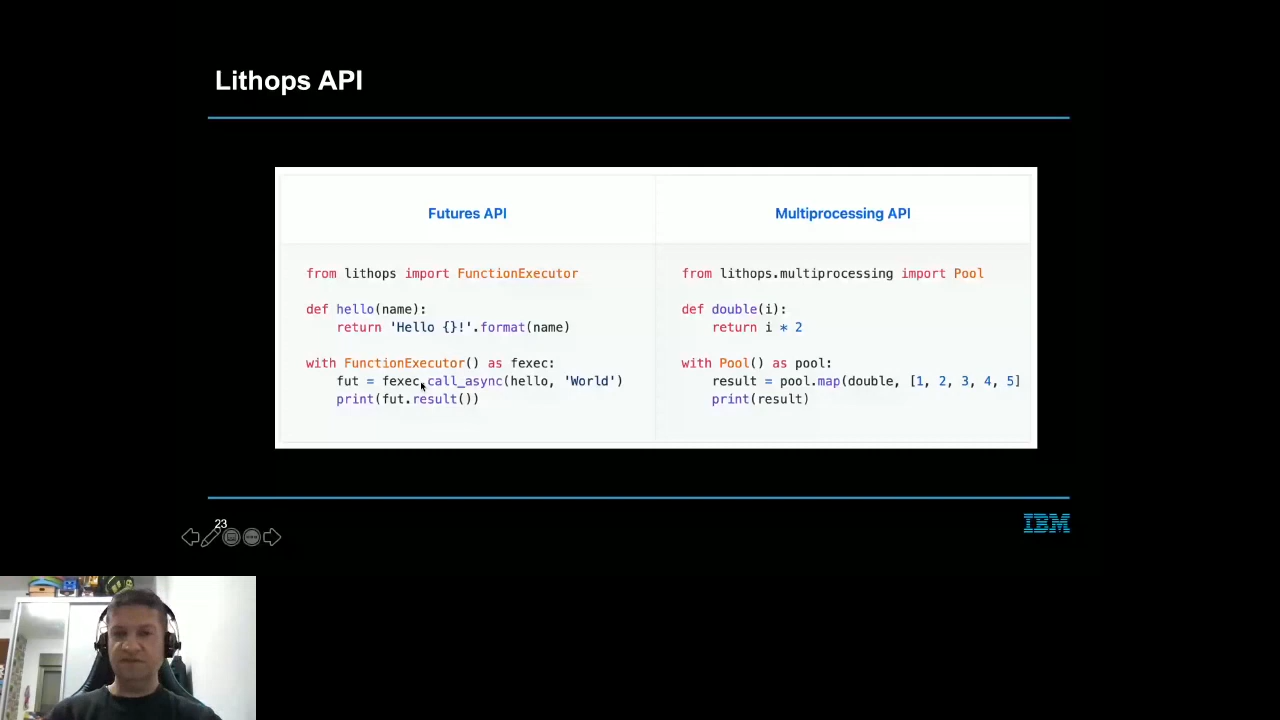 Lithops API
Futures API
from lithops import FunctionExecutor
def hello(name):
return 'Hello {}!'.format(name)
with FunctionExecutor() as fexec:
fut = fexec.call_async(hello, 'World')
print(fut.result())
Multiprocessing API
from lithops.multiprocessing import Pool
def double(i):
return i * 2
with Pool() as pool:
result = pool.map(double, [1, 2, 3, 4, 5]
print(result)
23
IBM